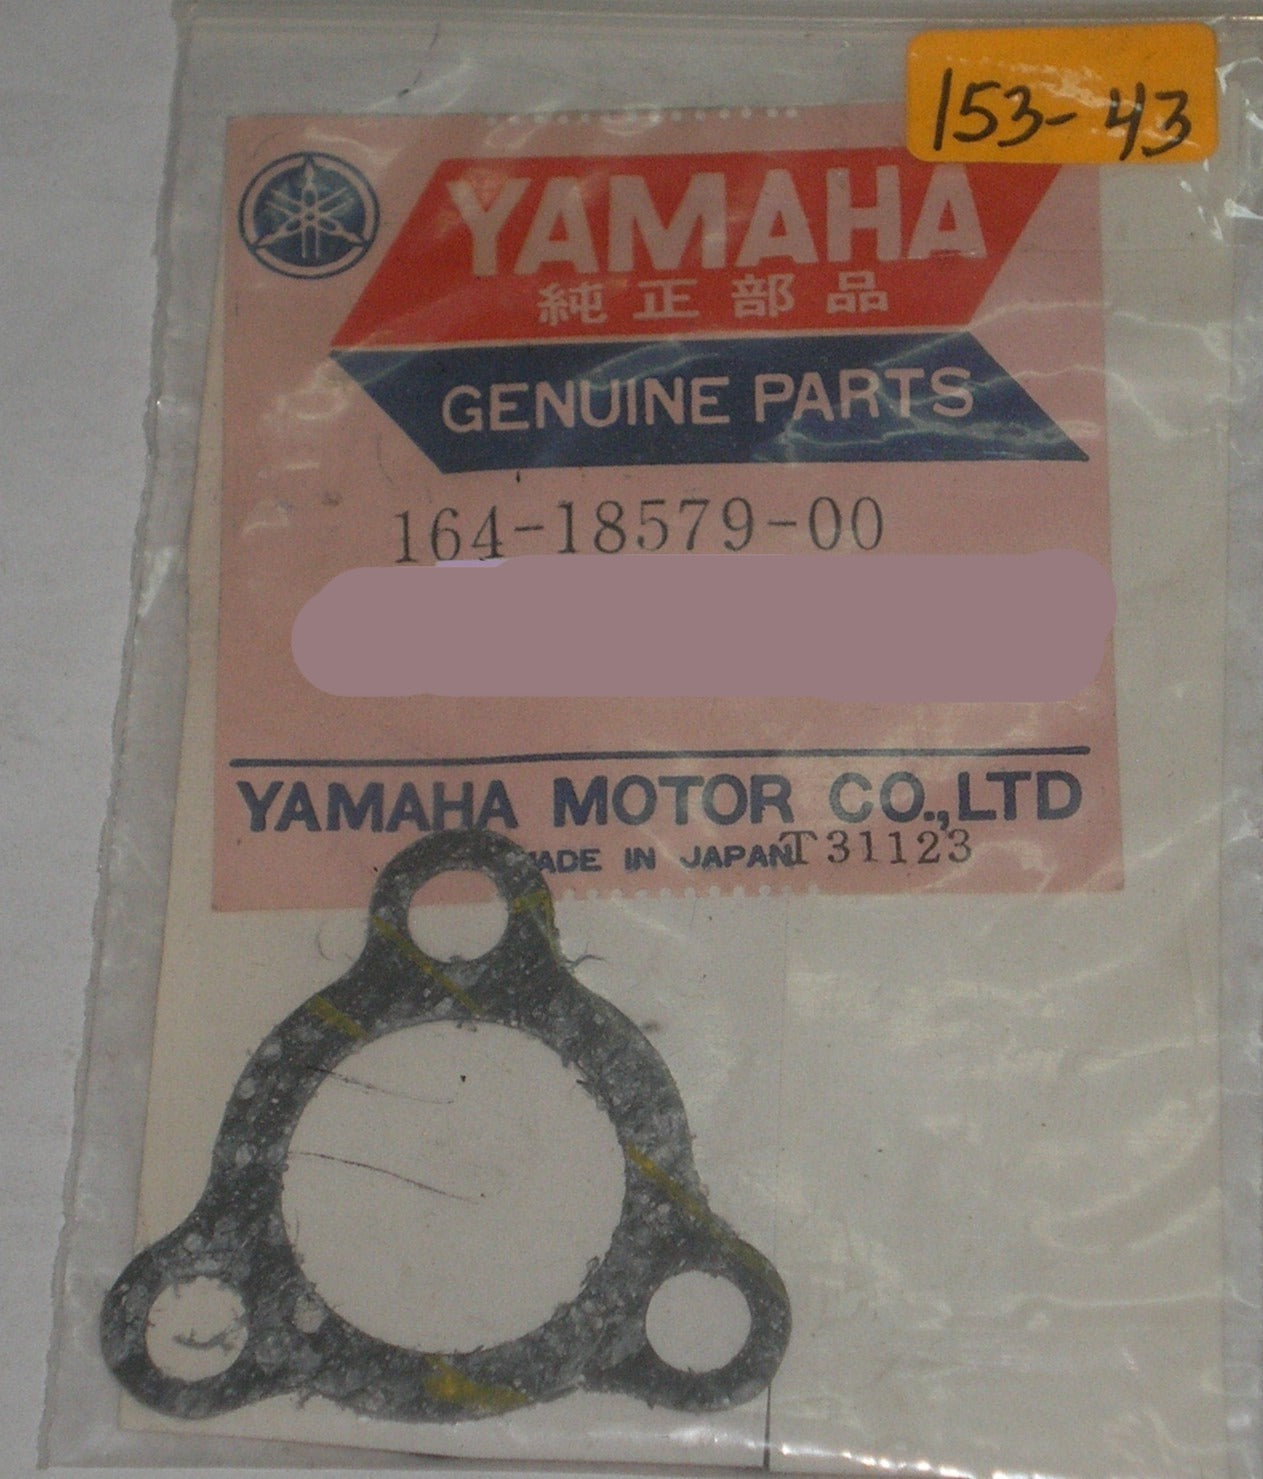 153-43
YAMAHA
純正部品
GENUINE PARTS
164-18579-00
YAMAHA MOTOR CO.,LTD
MADE IN JAPAN T31123